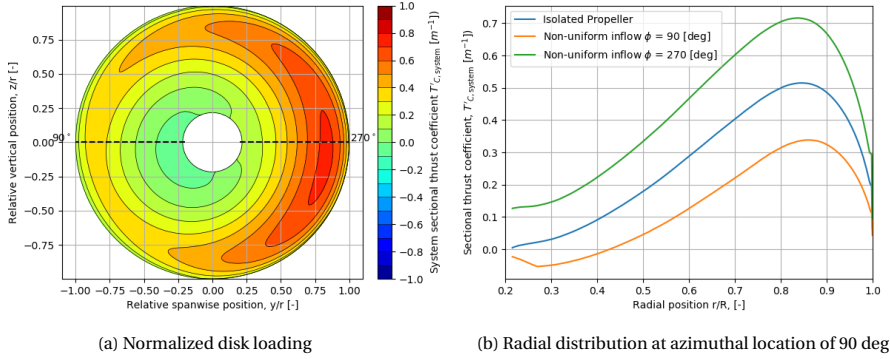 1.00
0.75
0.50
0.25
0.00
−0.25
−0.50
−0.75
Relative vertical position, z/r [-]
90°
270°
−1.00 −0.75 −0.50 −0.25 0.00 0.25 0.50 0.75 1.00
Relative spanwise position, y/r [-]
1.0
0.8
0.6
0.4
0.2
0.0
−0.2
−0.4
−0.6
−0.8
−1.0
System sectional thrust coefficient T'C, system [m⁻¹]
(a) Normalized disk loading
Isolated Propeller
Non-uniform inflow ϕ = 90 [deg]
Non-uniform inflow ϕ = 270 [deg]
0.7
0.6
0.5
0.4
0.3
0.2
0.1
0.0
Sectional thrust coefficient, T'C, system [m⁻¹]
0.2 0.3 0.4 0.5 0.6 0.7 0.8 0.9 1.0
Radial position r/R, [-]
(b) Radial distribution at azimuthal location of 90 deg